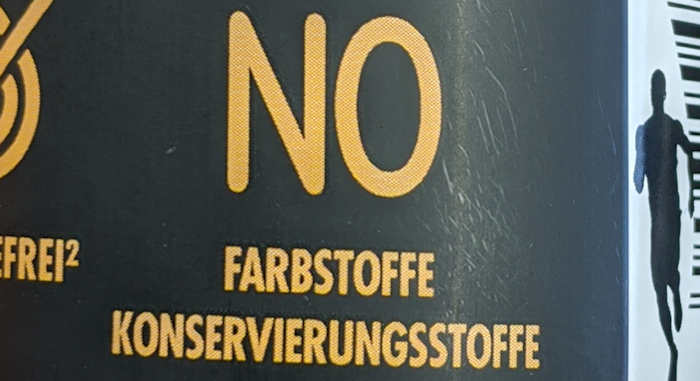 NO
EFREI²
FARBSTOFFE
KONSERVIERUNGSSTOFFE